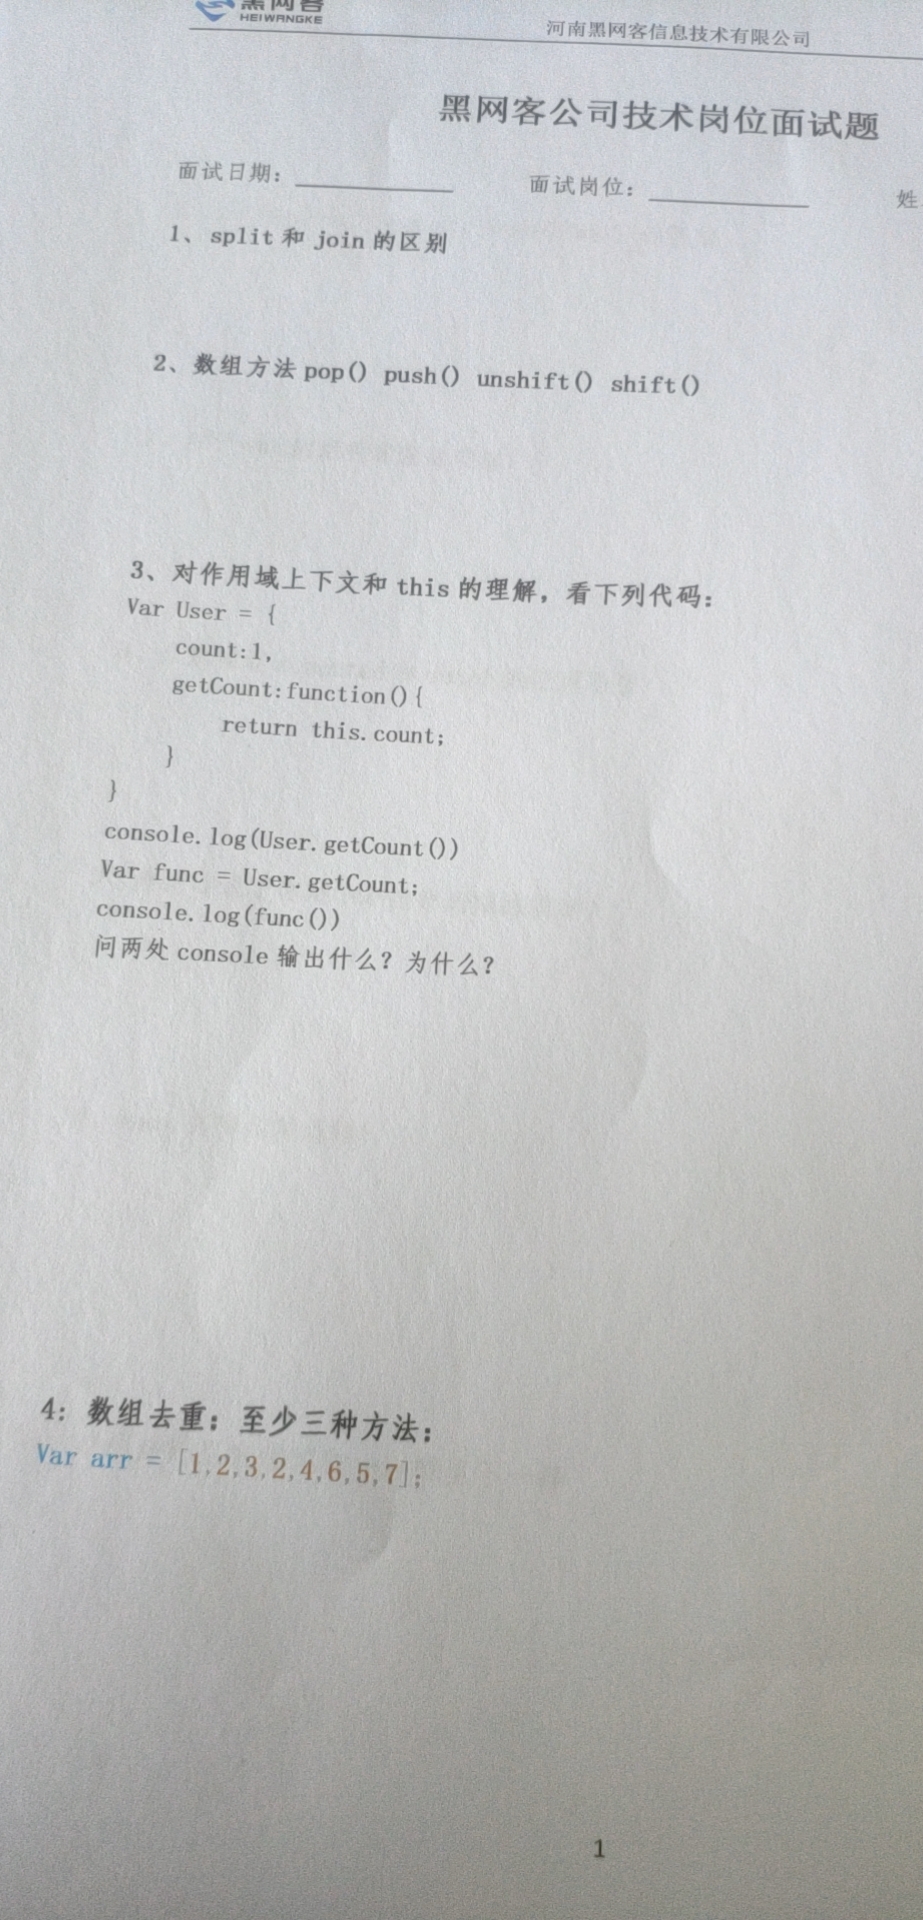 黑网客
HEIWANGKE
河南黑网客信息技术有限公司
黑网客公司技术岗位面试题
面试日期：
面试岗位：
姓
1、split 和 join 的区别
2、数组方法 pop() push() unshift() shift()
3、对作用域上下文和 this 的理解，看下列代码：
Var User = {
count:1,
getCount:function(){
return this.count;
}
}
console.log(User.getCount())
Var func = User.getCount;
console.log(func())
问两处 console 输出什么？为什么？
4：数组去重；至少三种方法；
Var arr = [1,2,3,2,4,6,5,7];
1